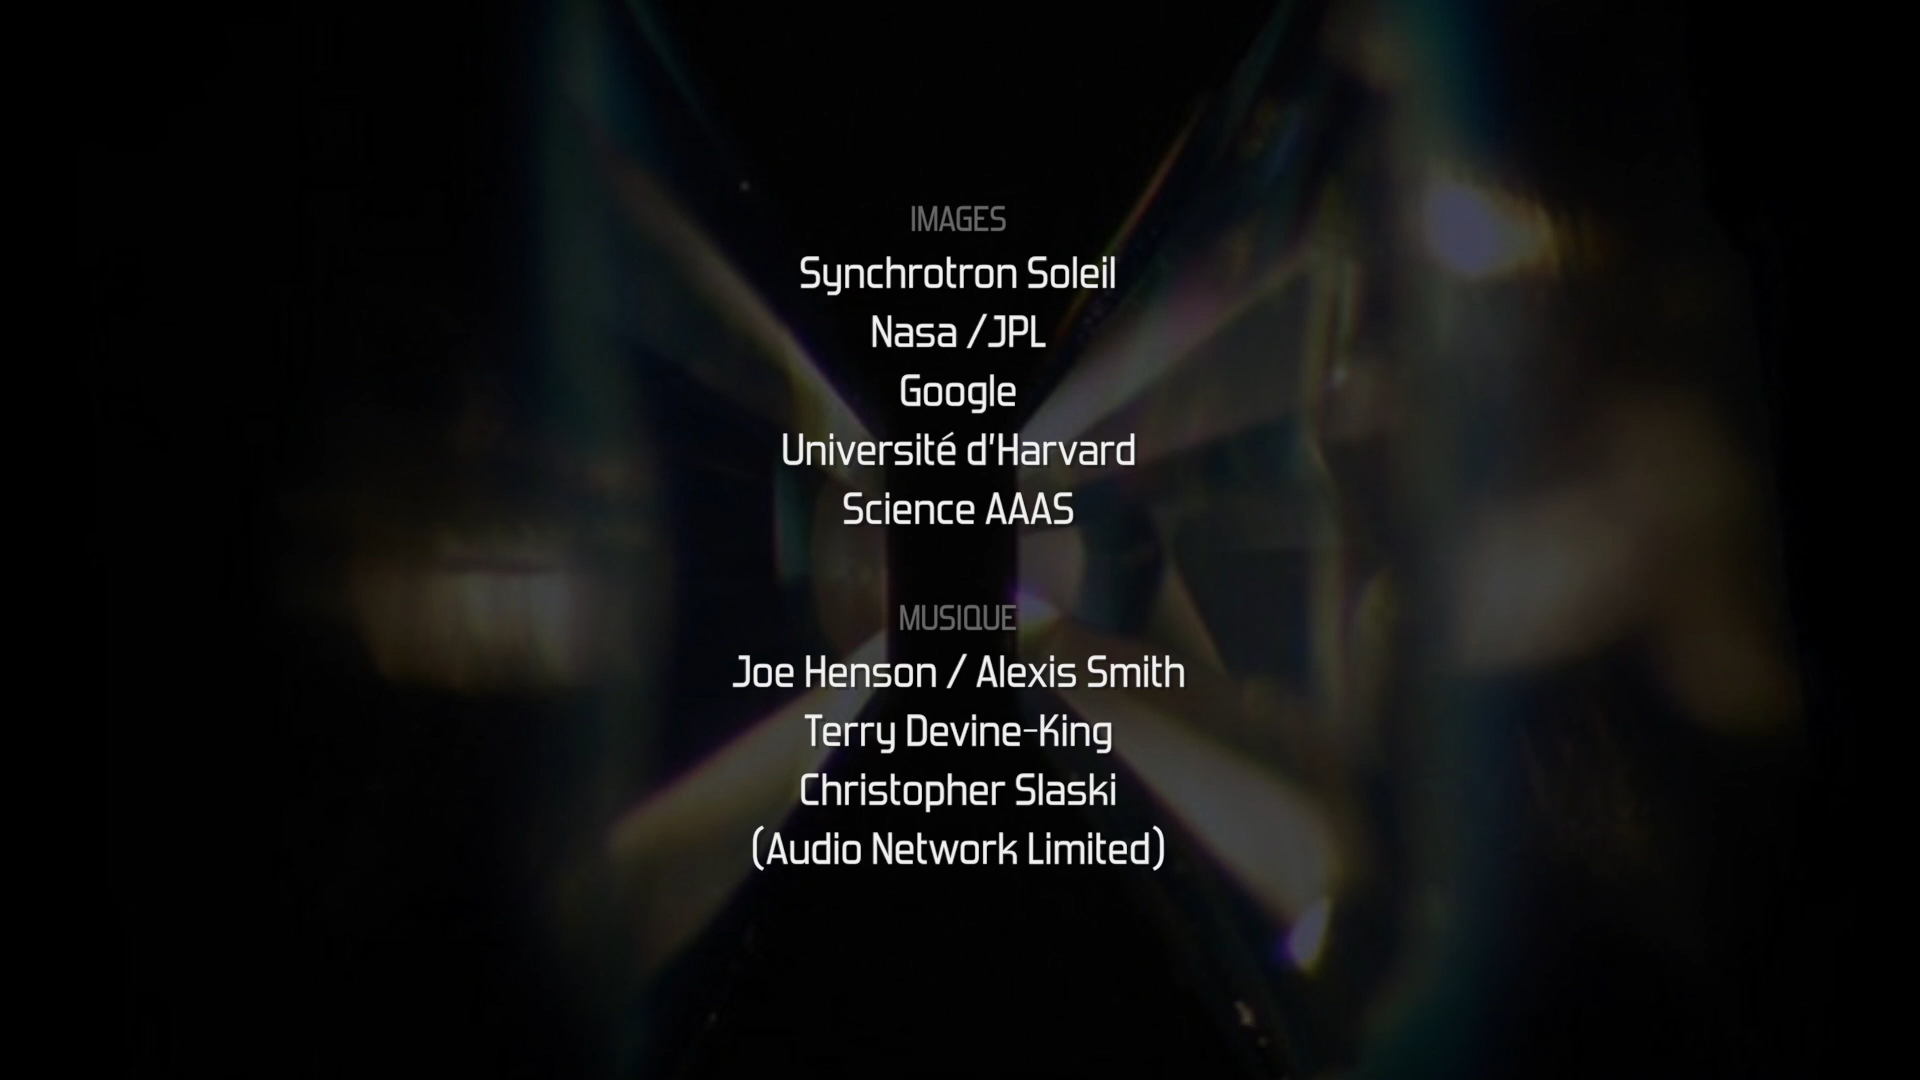 IMAGES
Synchrotron Soleil
Nasa /JPL
Google
Université d'Harvard
Science AAAS
MUSIQUE
Joe Henson / Alexis Smith
Terry Devine-King
Christopher Slaski
(Audio Network Limited)